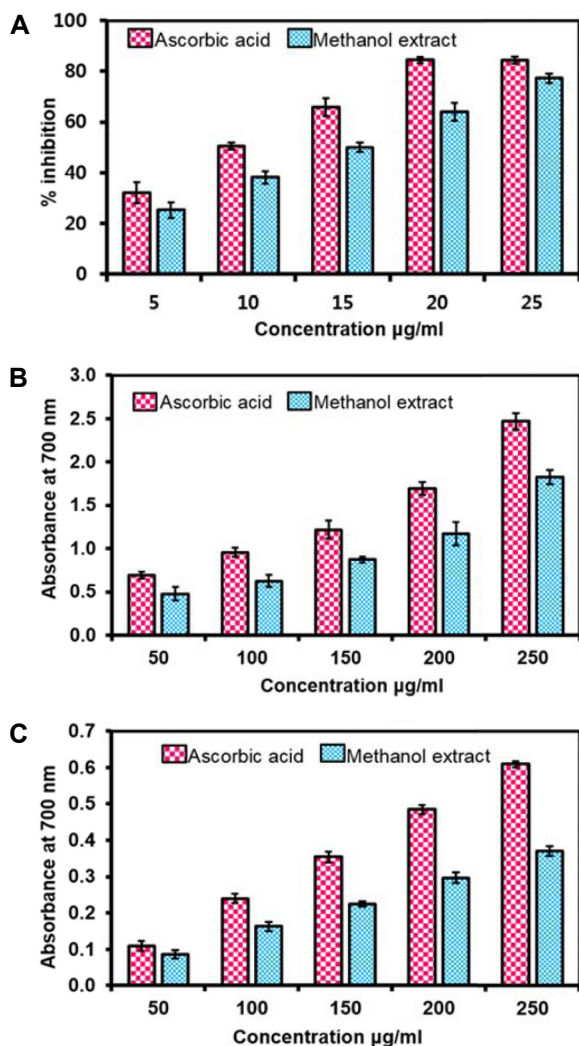 A
% inhibition
100
80
60
40
20
0
Ascorbic acid Methanol extract
5 10 15 20 25
Concentration µg/ml
B
Absorbance at 700 nm
3.0
2.5
2.0
1.5
1.0
0.5
0.0
Ascorbic acid Methanol extract
50 100 150 200 250
Concentration µg/ml
C
Absorbance at 700 nm
0.7
0.6
0.5
0.4
0.3
0.2
0.1
0.0
Ascorbic acid Methanol extract
50 100 150 200 250
Concentration µg/ml